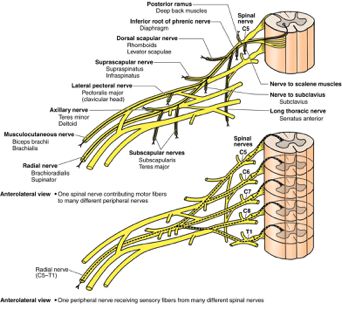 Posterior ramus
Deep back muscles
Inferior root of phrenic nerve
Diaphragm
Dorsal scapular nerve
Rhomboids
Levator scapulae
Suprascapular nerve
Supraspinatus
Infraspinatus
Lateral pectoral nerve
Pectoralis major
(clavicular head)
Axillary nerve
Teres minor
Deltoid
Musculocutaneous nerve
Biceps brachii
Brachialis
Radial nerve
Brachioradialis
Supinator
Spinal
nerve
C5
Nerve to scalene muscles
Nerve to subclavius
Subclavius
Long thoracic nerve
Serratus anterior
Subscapular nerves
Subscapularis
Teres major
Anterolateral view • One spinal nerve contributing motor fibers
to many different peripheral nerves
Spinal
nerves
C5
C6
C7
C8
T1
Radial nerve
(C5–T1)
Anterolateral view • One peripheral nerve receiving sensory fibers from many different spinal nerves